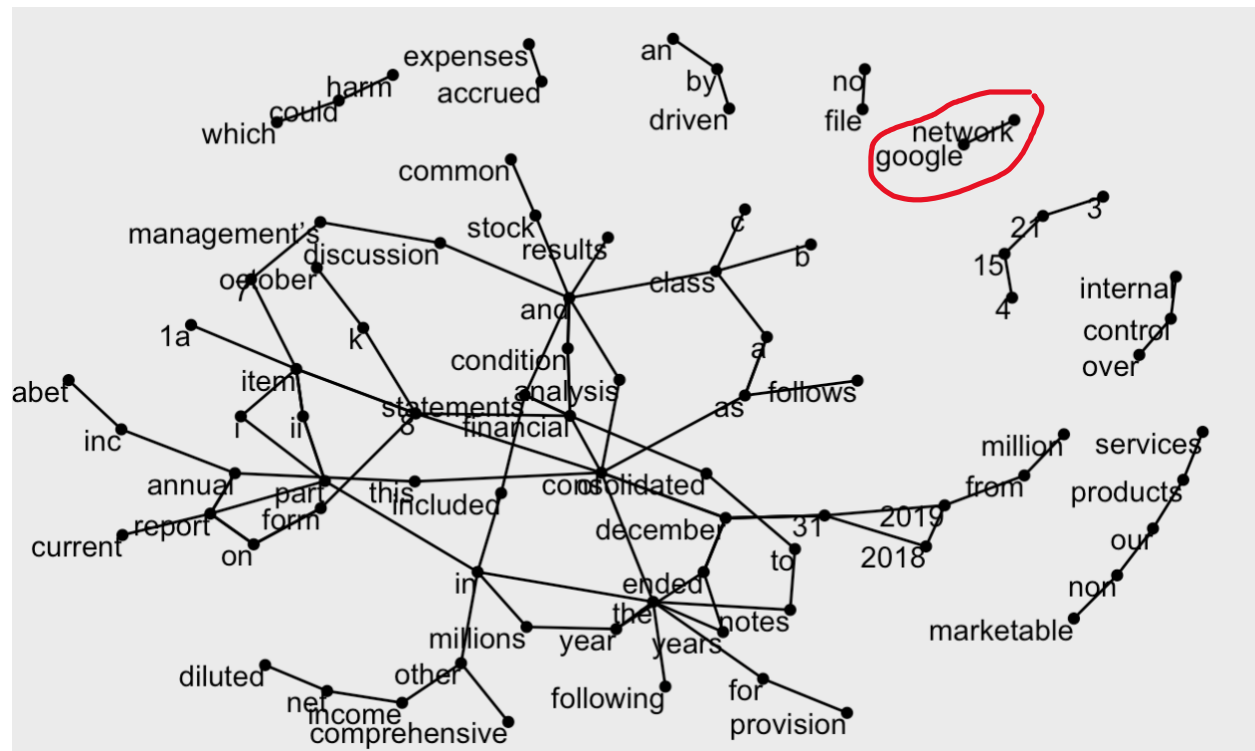 expenses
an
harm
by
no
accrued
could
driven
file
network
which
google
common
3
stock
c
21
management's
results
b
discussion
15
october
class
internal
7
4
and
1a
control
k
a
condition
over
item
analysis
follows
abet
statements
as
i
ii
8
financial
inc
million
services
annual
part
this
consolidated
from
products
included
of
report
form
december
31
2019
current
on
2018
our
to
in
ended
non
the
notes
millions
year
years
marketable
diluted
other
for
net
following
income
provision
comprehensive